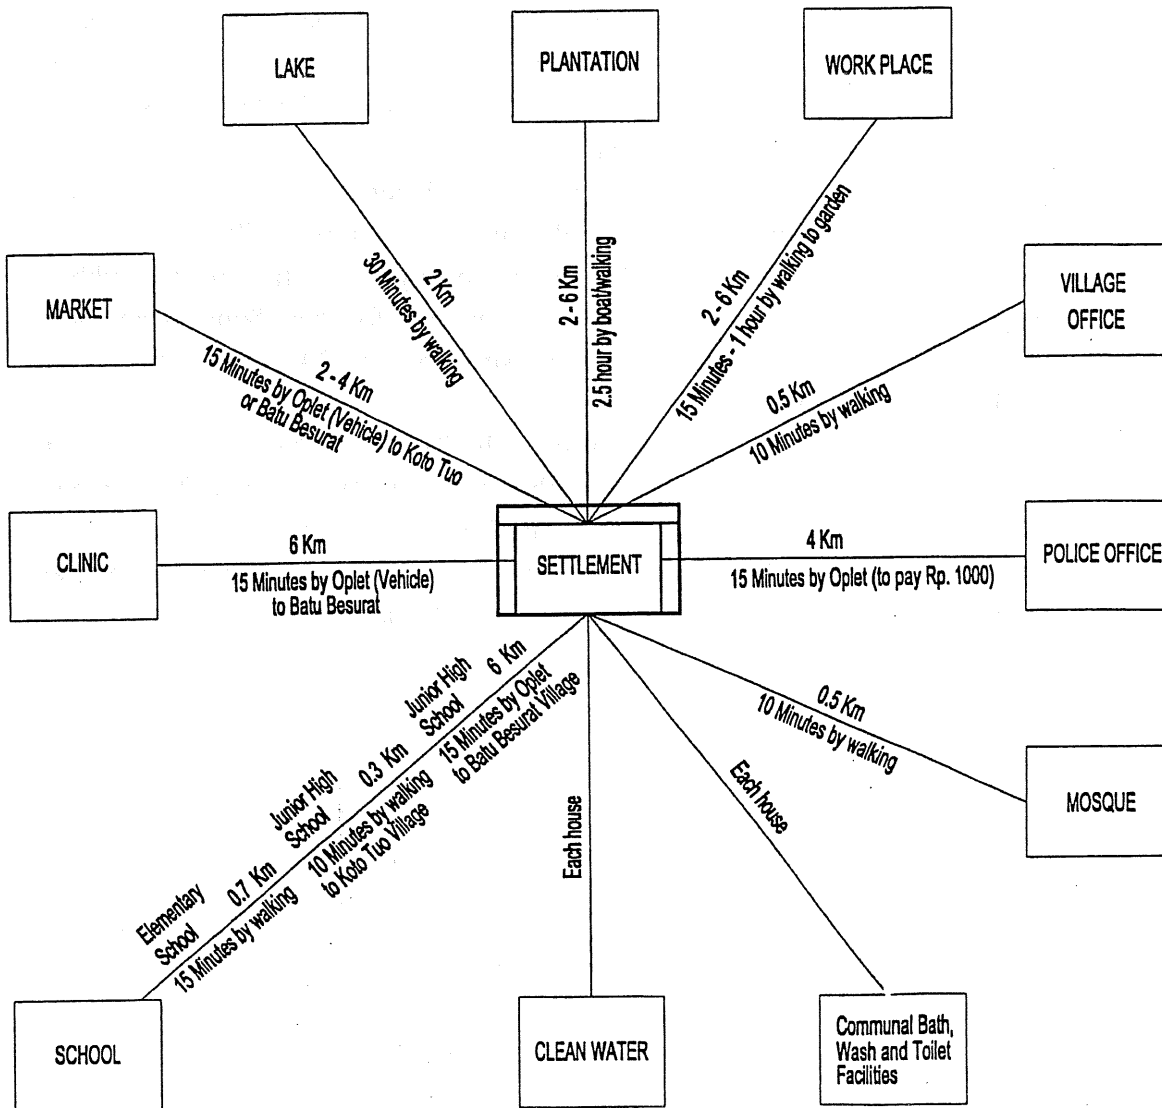 LAKE
PLANTATION
WORK PLACE
2 Km
30 Minutes by walking
2 - 6 Km
2.5 hour by boat/walking
2 - 6 Km
15 Minutes - 1 hour by walking to garden
MARKET
2 - 4 Km
15 Minutes by Oplet (Vehicle) to Koto Tuo
or Batu Besurat
VILLAGE
OFFICE
0.5 Km
10 Minutes by walking
CLINIC
6 Km
15 Minutes by Oplet (Vehicle)
to Batu Besurat
SETTLEMENT
4 Km
15 Minutes by Oplet (to pay Rp. 1000)
POLICE OFFICE
Junior High
School 6 Km
15 Minutes by Oplet
to Batu Besurat Village
Junior High
School 0.3 Km
10 Minutes by walking
to Koto Tuo Village
Elementary
School 0.7 Km
15 Minutes by walking
SCHOOL
Each house
CLEAN WATER
Each house
Communal Bath,
Wash and Toilet
Facilities
0.5 Km
10 Minutes by walking
MOSQUE